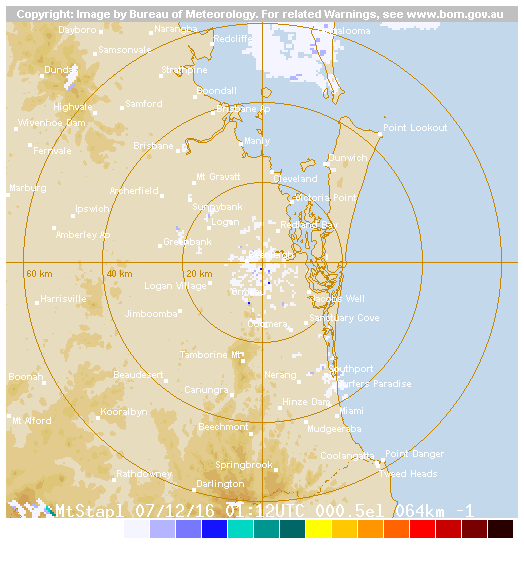 Copyright: Image by Bureau of Meteorology. For related Warnings, see www.bom.gov.au
Dayboro
Narangba
Redcliffe
Samsonvale
Dundas
Strathpine
Boondall
Highvale
Samford
Brisbane Ap
Wivenhoe Dam
Point Lookout
Fernvale
Brisbane
Manly
Dunwich
Mt Gravatt
Cleveland
Marburg
Archerfield
Victoria Point
Ipswich
Sunnybank
Logan
Redland Bay
Amberley Ap
Greenbank
60 km
40 km
20 km
Logan Village
Harrisville
Jacobs Well
Jimboomba
Coomera
Sanctuary Cove
Tamborine Mt
Boonah
Beaudesert
Nerang
Southport
Surfers Paradise
Canungra
Hinze Dam
Mt Alford
Kooralbyn
Miami
Beechmont
Mudgeeraba
Coolangatta
Point Danger
Springbrook
Rathdowney
Tweed Heads
Darlington
MtStapl 07/12/16 01:12UTC 000.5el 064km -1